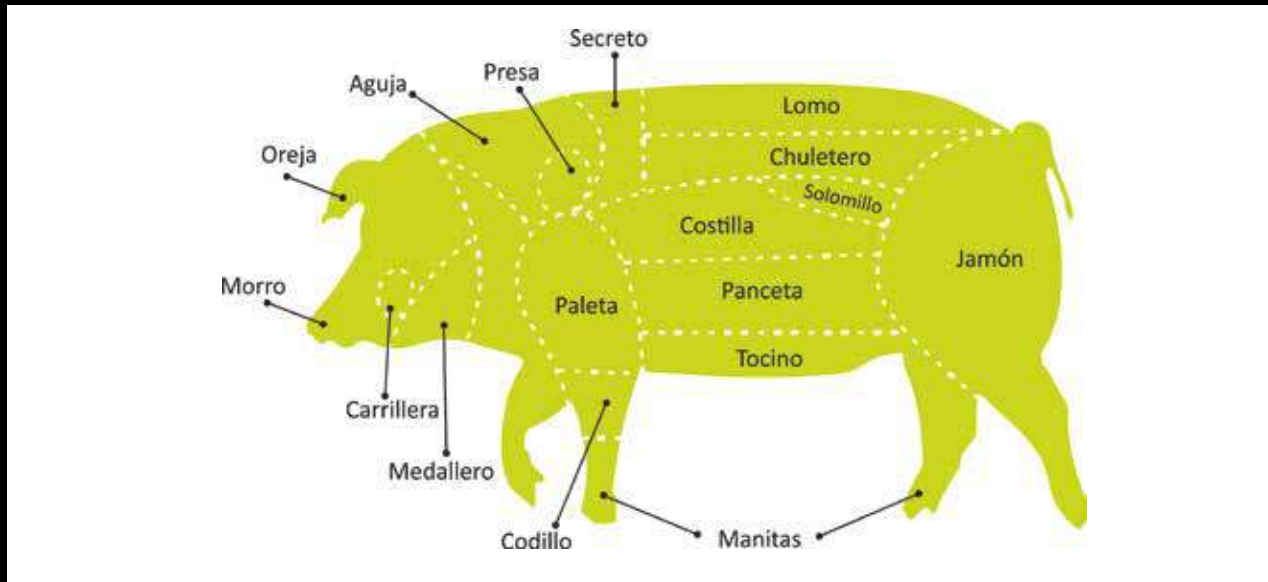 Secreto
Presa
Aguja
Lomo
Oreja
Chuletero
Solomillo
Costilla
Jamón
Morro
Panceta
Paleta
Tocino
Carrillera
Medallero
Codillo
Manitas